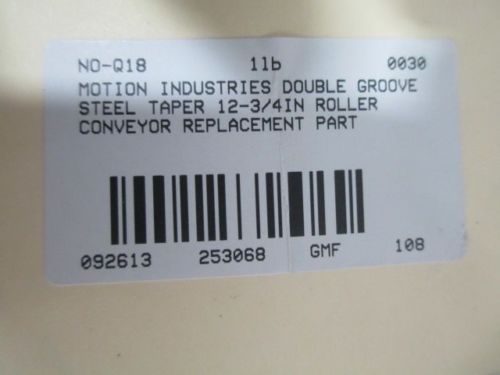 NO-Q18 1lb 0030
MOTION INDUSTRIES DOUBLE GROOVE
STEEL TAPER 12-3/4IN ROLLER
CONVEYOR REPLACEMENT PART
092613 253068 GMF 108